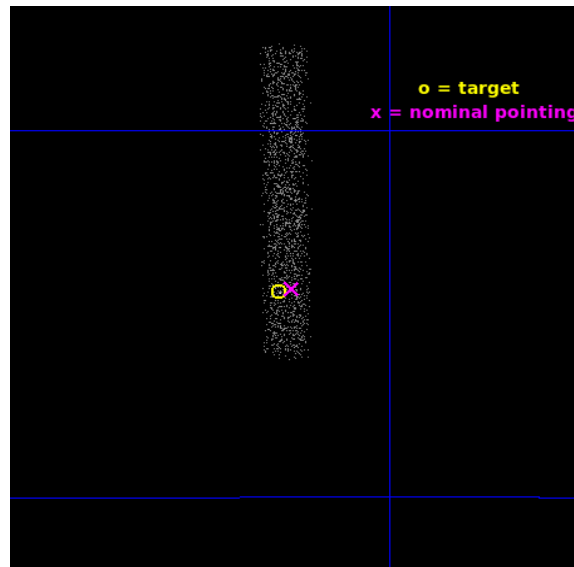 o = target
x = nominal pointing